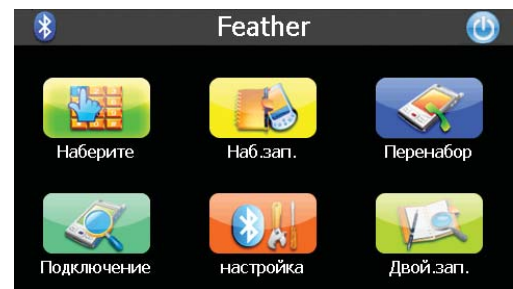 Feather
Наберите
Наб.зап.
Перенабор
Подключение
настройка
Двой.зап.